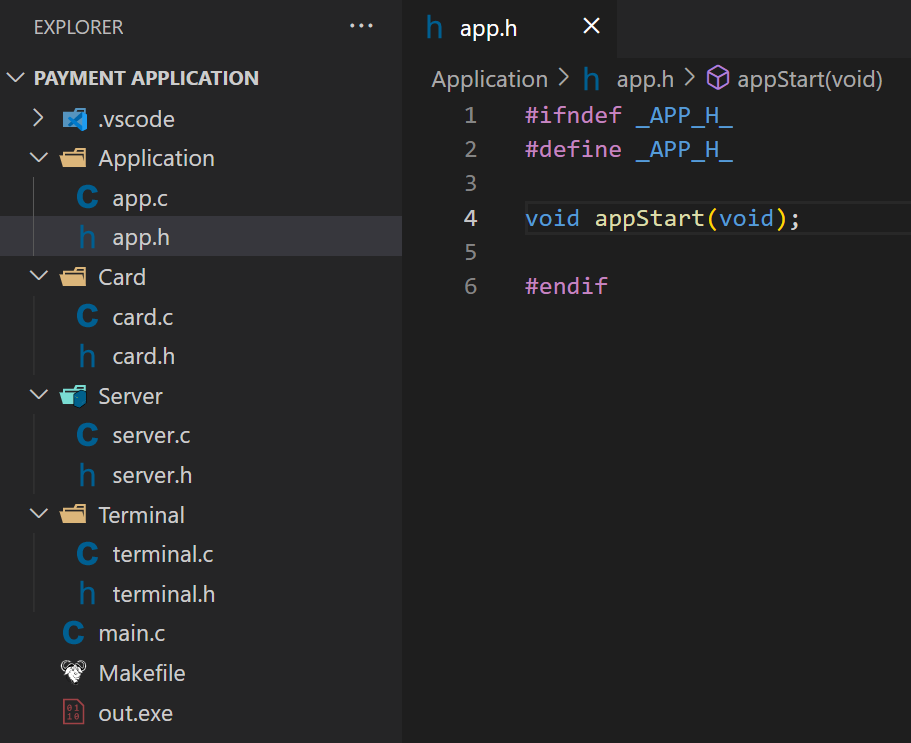 EXPLORER ...
PAYMENT APPLICATION
.vscode
Application
C app.c
h app.h
Card
C card.c
h card.h
Server
C server.c
h server.h
Terminal
C terminal.c
h terminal.h
C main.c
Makefile
out.exe
h app.h
Application > h app.h > appStart(void)
1 #ifndef _APP_H_
2 #define _APP_H_
3
4 void appStart(void);
5
6 #endif